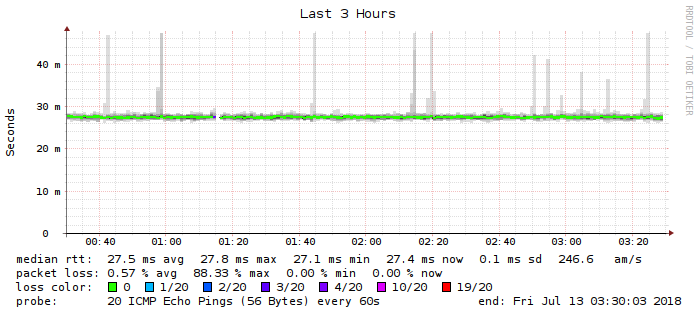 Last 3 Hours
RRDTOOL / TOBI OETIKER
Seconds
40 m
30 m
20 m
10 m
0
00:40 01:00 01:20 01:40 02:00 02:20 02:40 03:00 03:20
median rtt: 27.5 ms avg 27.8 ms max 27.1 ms min 27.4 ms now 0.1 ms sd 246.6 am/s
packet loss: 0.57 % avg 88.33 % max 0.00 % min 0.00 % now
loss color: 0 1/20 2/20 3/20 4/20 10/20 19/20
probe: 20 ICMP Echo Pings (56 Bytes) every 60s end: Fri Jul 13 03:30:03 2018